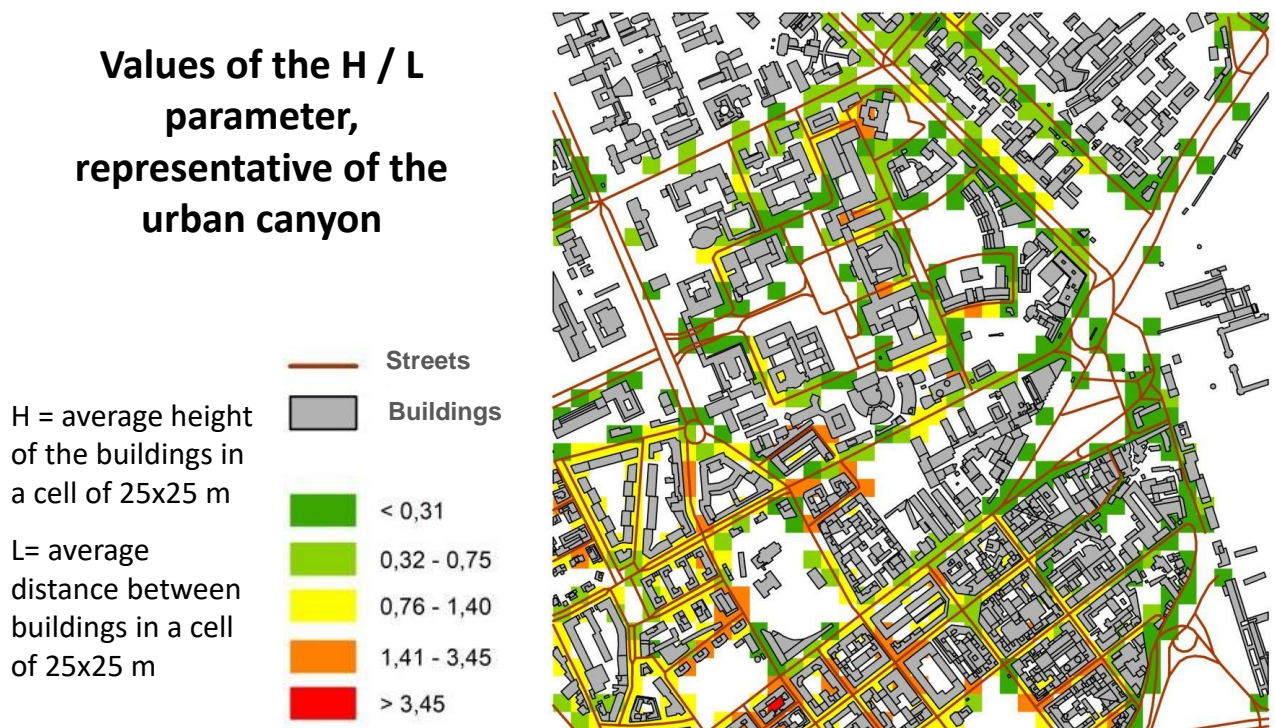 Values of the H / L
parameter,
representative of the
urban canyon
Streets
Buildings
H = average height
of the buildings in
a cell of 25x25 m
L= average
distance between
buildings in a cell
of 25x25 m
< 0,31
0,32 - 0,75
0,76 - 1,40
1,41 - 3,45
> 3,45